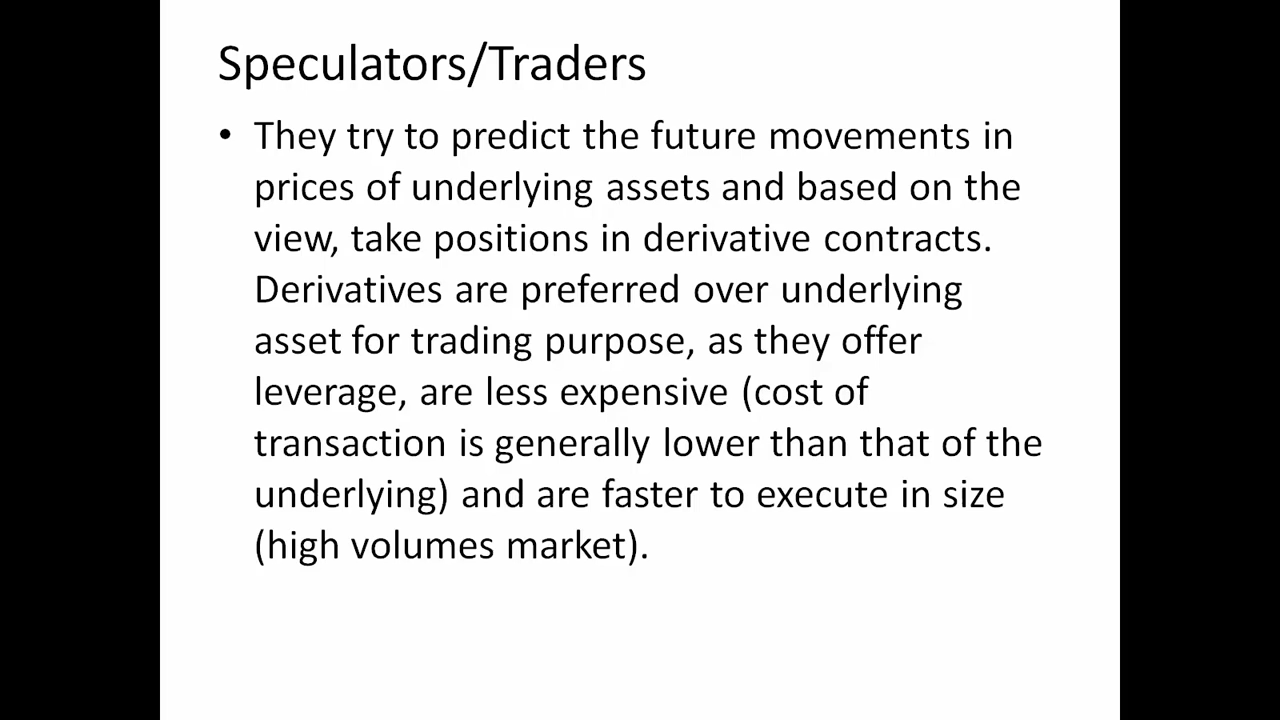 Speculators/Traders
• They try to predict the future movements in
prices of underlying assets and based on the
view, take positions in derivative contracts.
Derivatives are preferred over underlying
asset for trading purpose, as they offer
leverage, are less expensive (cost of
transaction is generally lower than that of the
underlying) and are faster to execute in size
(high volumes market).